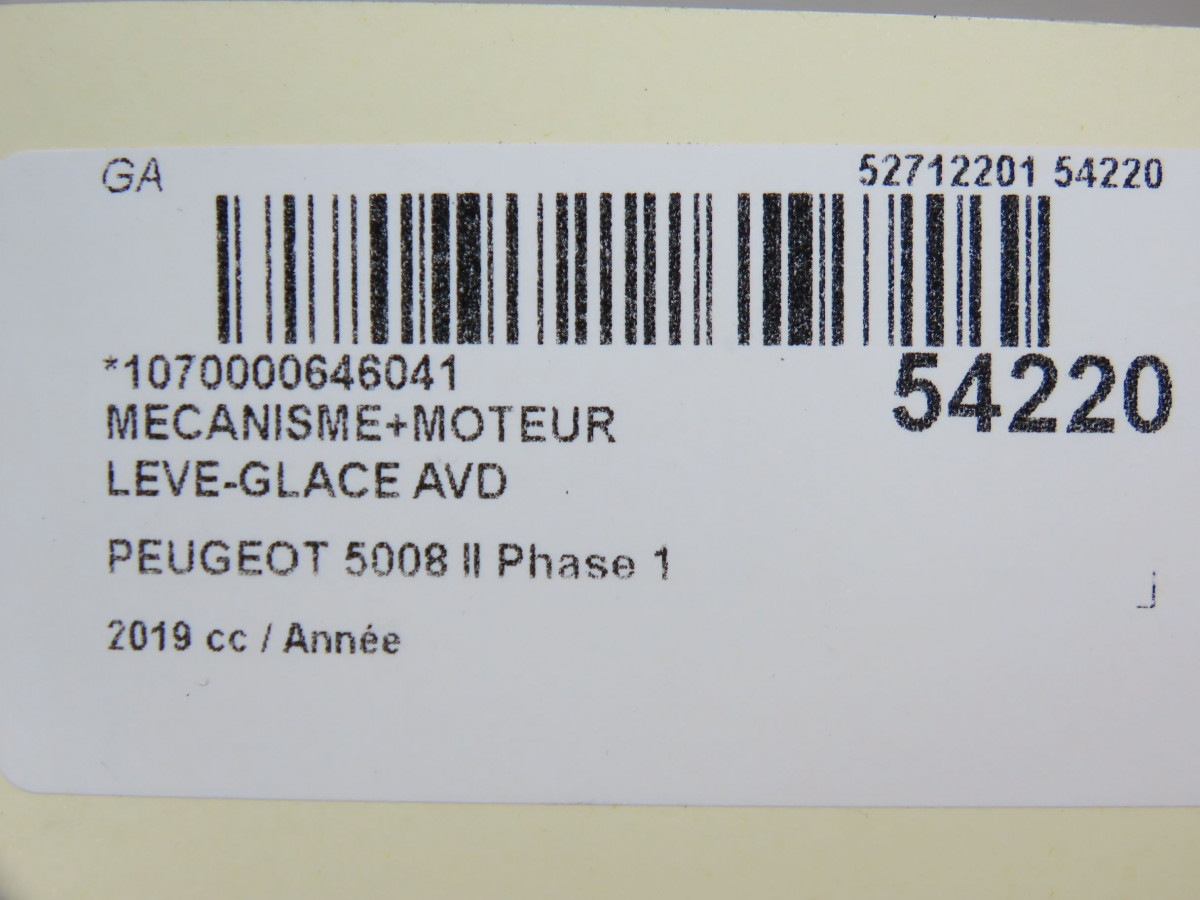 GA
52712201 54220
*1070000646041
54220
MECANISME+MOTEUR
LEVE-GLACE AVD
PEUGEOT 5008 II Phase 1
2019 cc / Année